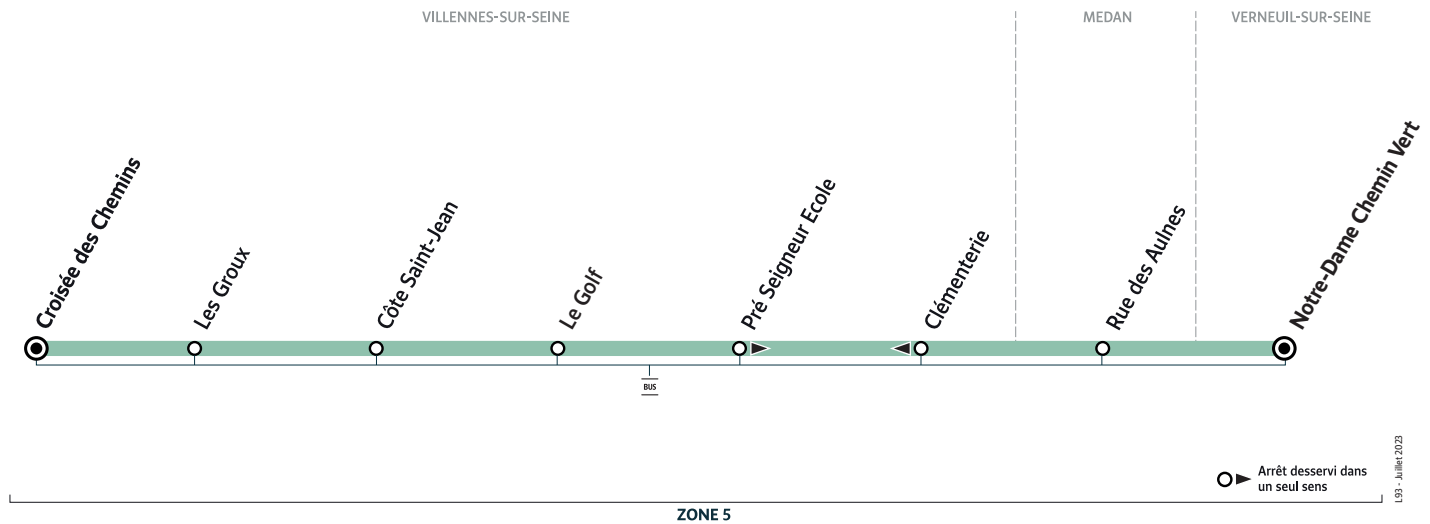 VILLENNES-SUR-SEINE
MEDAN
VERNEUIL-SUR-SEINE
Croisée des Chemins
Les Groux
Côte Saint-Jean
Le Golf
Pré Seigneur Ecole
Clémenterie
Rue des Aulnes
Notre-Dame Chemin Vert
BUS
Arrêt desservi dans
un seul sens
L93 - Juillet 2023
ZONE 5